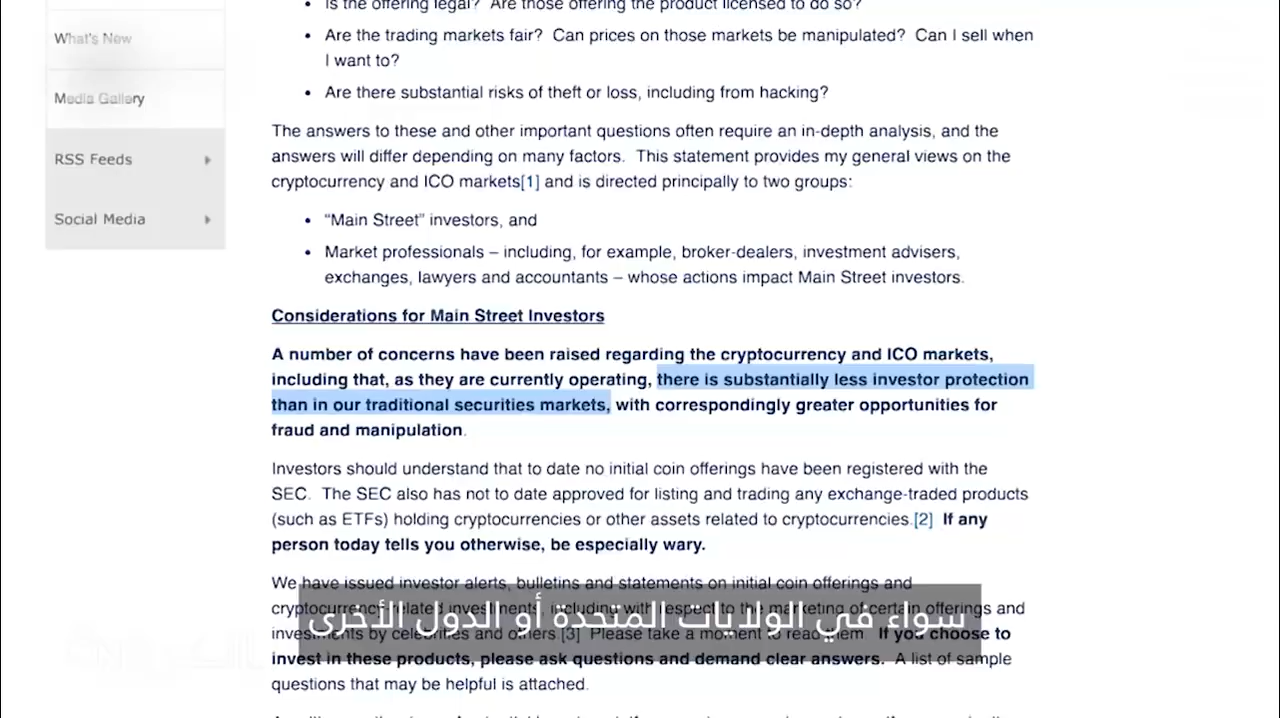 Is the offering legal? Are those offering the product licensed to do so?
What's New
• Are the trading markets fair? Can prices on those markets be manipulated? Can I sell when
I want to?
Media Gallery
• Are there substantial risks of theft or loss, including from hacking?
The answers to these and other important questions often require an in-depth analysis, and the
RSS Feeds
answers will differ depending on many factors. This statement provides my general views on the
cryptocurrency and ICO markets[1] and is directed principally to two groups:
Social Media
• “Main Street” investors, and
• Market professionals – including, for example, broker-dealers, investment advisers,
exchanges, lawyers and accountants – whose actions impact Main Street investors.
Considerations for Main Street Investors
A number of concerns have been raised regarding the cryptocurrency and ICO markets,
including that, as they are currently operating, there is substantially less investor protection
than in our traditional securities markets, with correspondingly greater opportunities for
fraud and manipulation.
Investors should understand that to date no initial coin offerings have been registered with the
SEC. The SEC also has not to date approved for listing and trading any exchange-traded products
(such as ETFs) holding cryptocurrencies or other assets related to cryptocurrencies.[2] If any
person today tells you otherwise, be especially wary.
We have issued investor alerts, bulletins and statements on initial coin offerings and
cryptocurrency-related investments, including with respect to the marketing of certain offerings and
سواء في الولايات المتحدة أو الدول الأخرى
investments by celebrities and others.[3] Please take a moment to read them. If you choose to
invest in these products, please ask questions and demand clear answers. A list of sample
questions that may be helpful is attached.